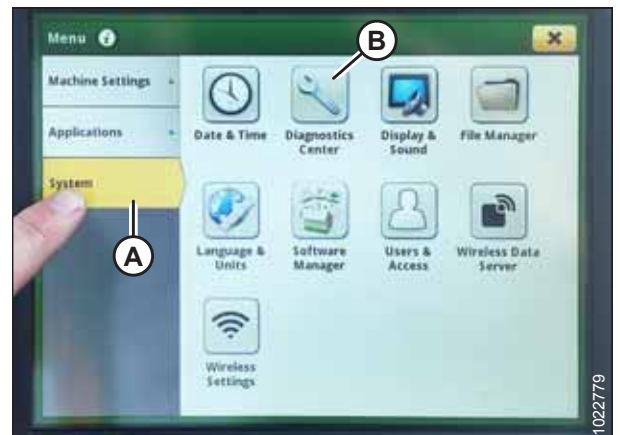 Menu i
B
Machine Settings
Applications
System
A
Date & Time
Diagnostics
Center
Display &
Sound
File Manager
Language &
Units
Software
Manager
Users &
Access
Wireless Data
Server
Wireless
Settings
1022779